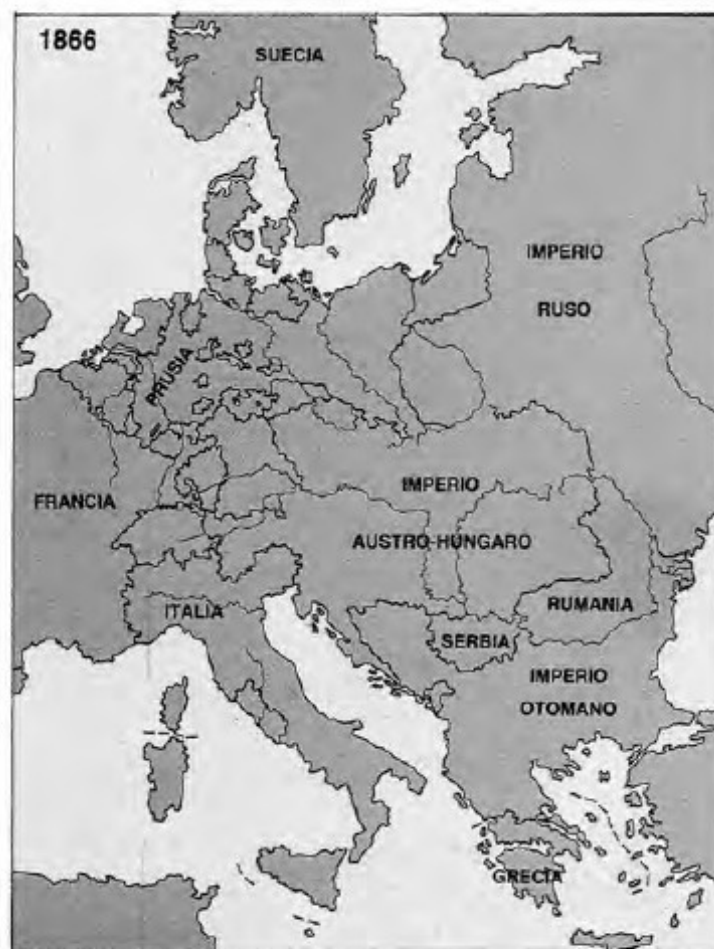 1866
SUECIA
IMPERIO
RUSO
PRUSIA
FRANCIA
IMPERIO
AUSTRO-HUNGARO
ITALIA
RUMANIA
SERBIA
IMPERIO
OTOMANO
GRECIA